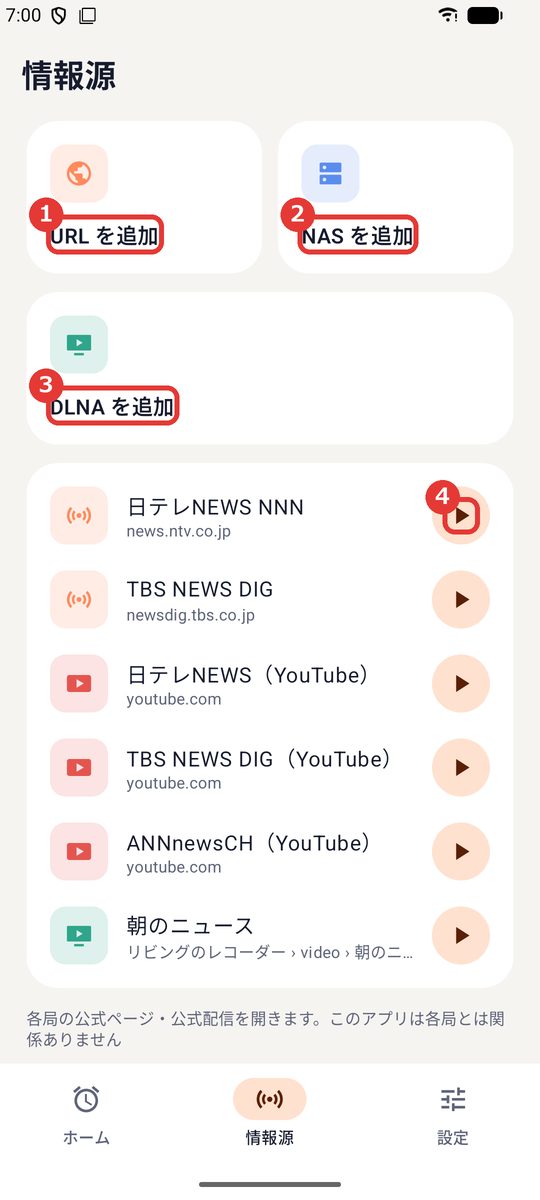 7:00
情報源
1
URL を追加
2
NAS を追加
3
DLNA を追加
日テレNEWS NNN
news.ntv.co.jp
4
TBS NEWS DIG
newsdig.tbs.co.jp
日テレNEWS（YouTube）
youtube.com
TBS NEWS DIG（YouTube）
youtube.com
ANNnewsCH（YouTube）
youtube.com
朝のニュース
リビングのレコーダー › video › 朝のニ…
各局の公式ページ・公式配信を開きます。このアプリは各局とは関
係ありません
ホーム
情報源
設定